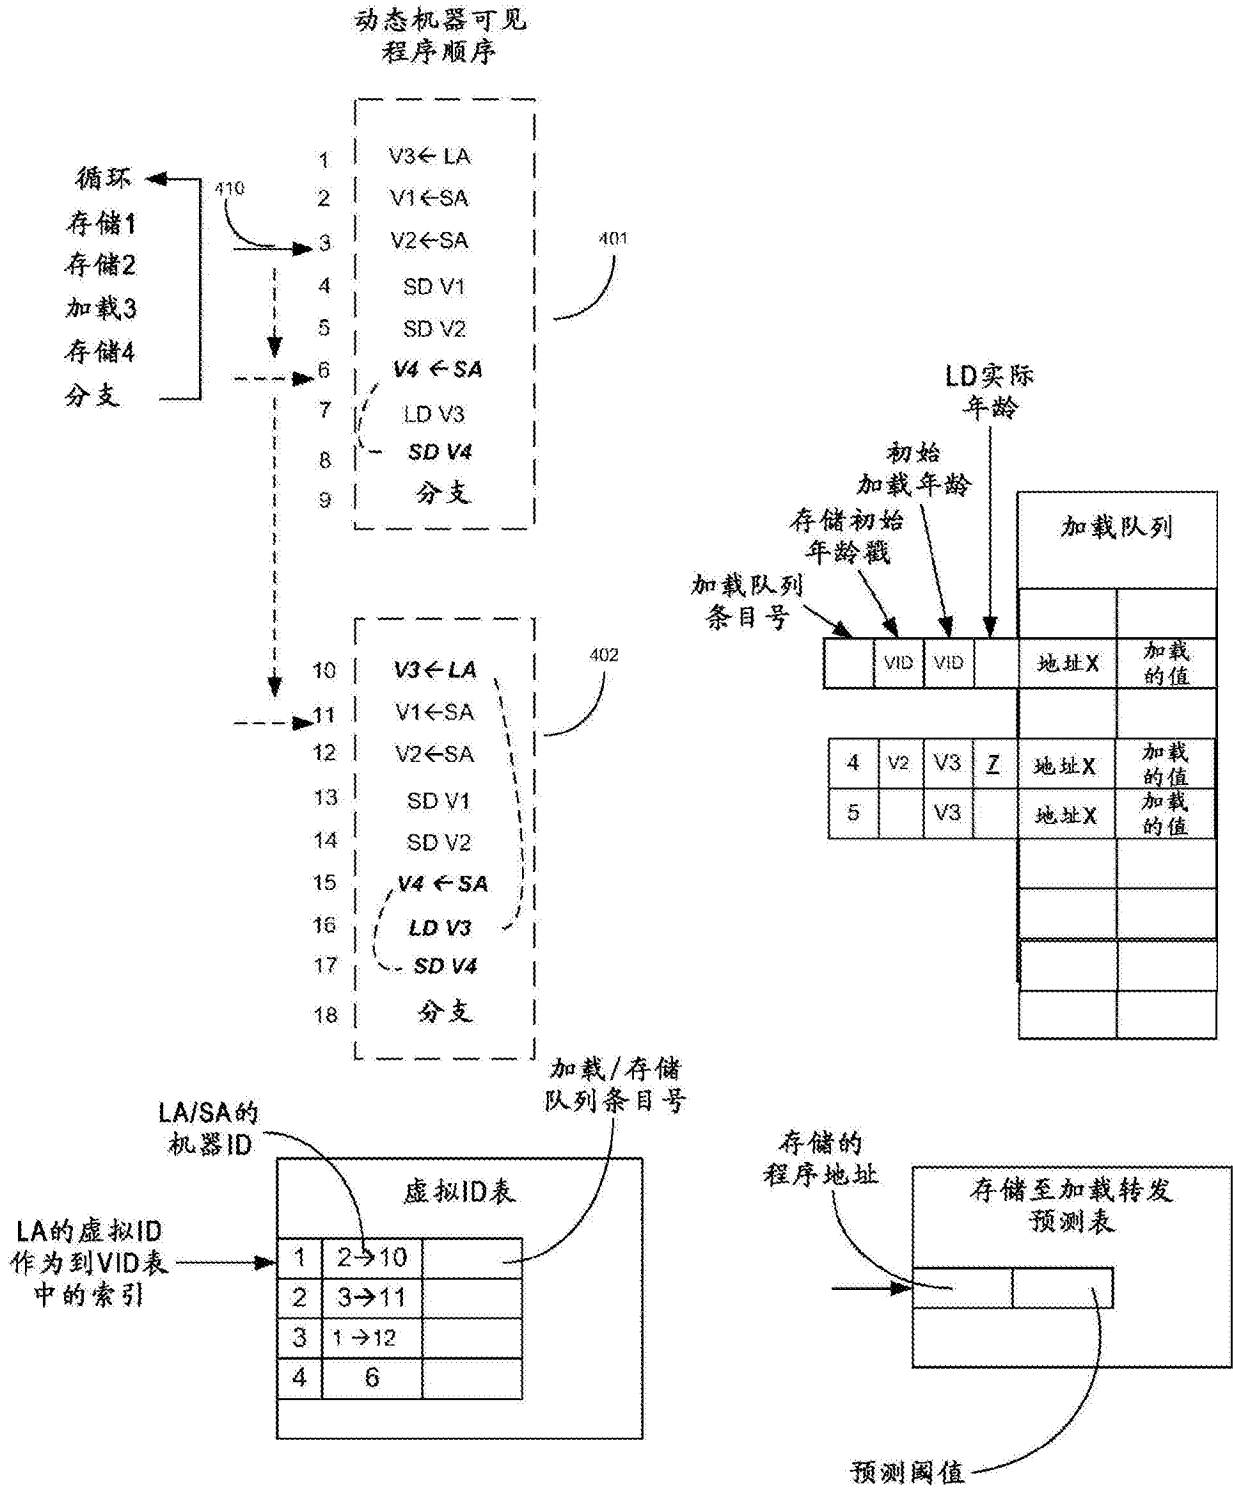 动态机器可见
程序顺序
循环
存储1
存储2
加载3
存储4
分支
410
401
1 V3←LA
2 V1←SA
3 V2←SA
4 SD V1
5 SD V2
6 V4 ←SA
7 LD V3
8 SD V4
9 分支
402
10 V3←LA
11 V1←SA
12 V2←SA
13 SD V1
14 SD V2
15 V4 ←SA
16 LD V3
17 SD V4
18 分支
LD实际
年龄
初始
加载年龄
存储初始
年龄戳
加载队列
条目号
加载队列
VID VID 地址X 加载
的值
4 V2 V3 7 地址X 加载
的值
5 V3 地址X 加载
的值
加载/存储
队列条目号
LA/SA的
机器ID
虚拟ID表
LA的虚拟ID
作为到VID表
中的索引
1 2→10
2 3→11
3 1→12
4 6
存储的
程序地址
存储至加载转发
预测表
预测阈值